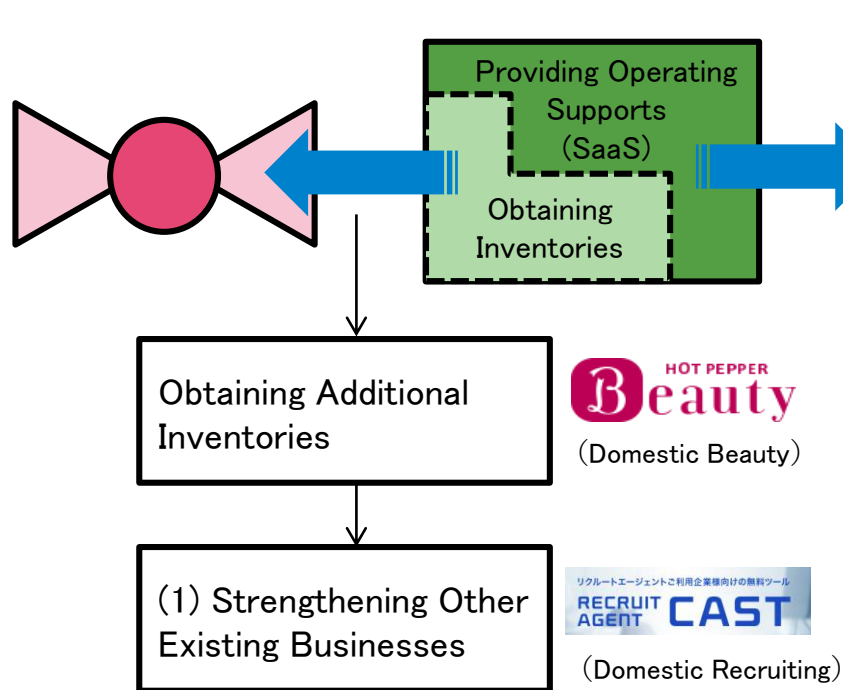 Providing Operating
Supports
(SaaS)
Obtaining
Inventories
Obtaining Additional
Inventories
HOT PEPPER
Beauty
(Domestic Beauty)
(1) Strengthening Other
Existing Businesses
リクルートエージェントご利用企業様向けの無料ツール
RECRUIT
AGENT CAST
(Domestic Recruiting)